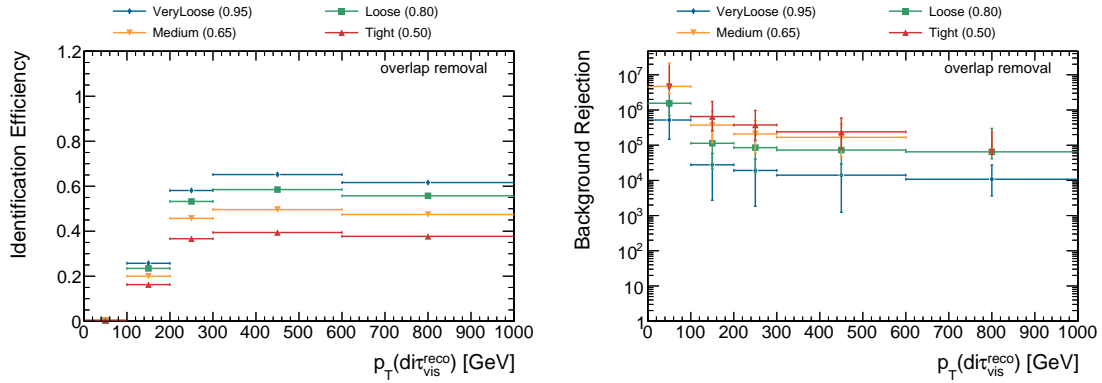 VeryLoose (0.95) Loose (0.80)
Medium (0.65) Tight (0.50)
overlap removal
Identification Efficiency
1.2
1
0.8
0.6
0.4
0.2
0
0 100 200 300 400 500 600 700 800 900 1000
p_T(diτ_vis^reco) [GeV]
VeryLoose (0.95) Loose (0.80)
Medium (0.65) Tight (0.50)
overlap removal
Background Rejection
10^7
10^6
10^5
10^4
10^3
10^2
10
1
0 100 200 300 400 500 600 700 800 900 1000
p_T(diτ_vis^reco) [GeV]